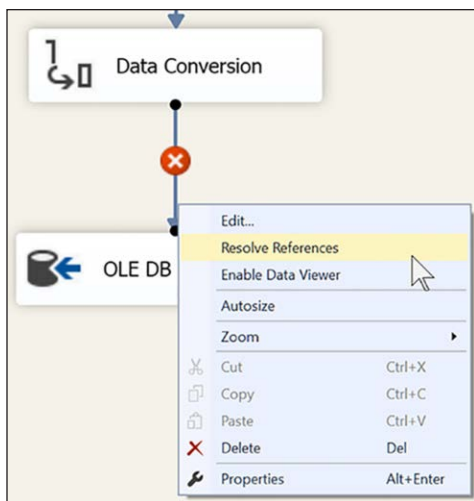 Data Conversion
OLE DB
Edit...
Resolve References
Enable Data Viewer
Autosize
Zoom
Cut Ctrl+X
Copy Ctrl+C
Paste Ctrl+V
Delete Del
Properties Alt+Enter